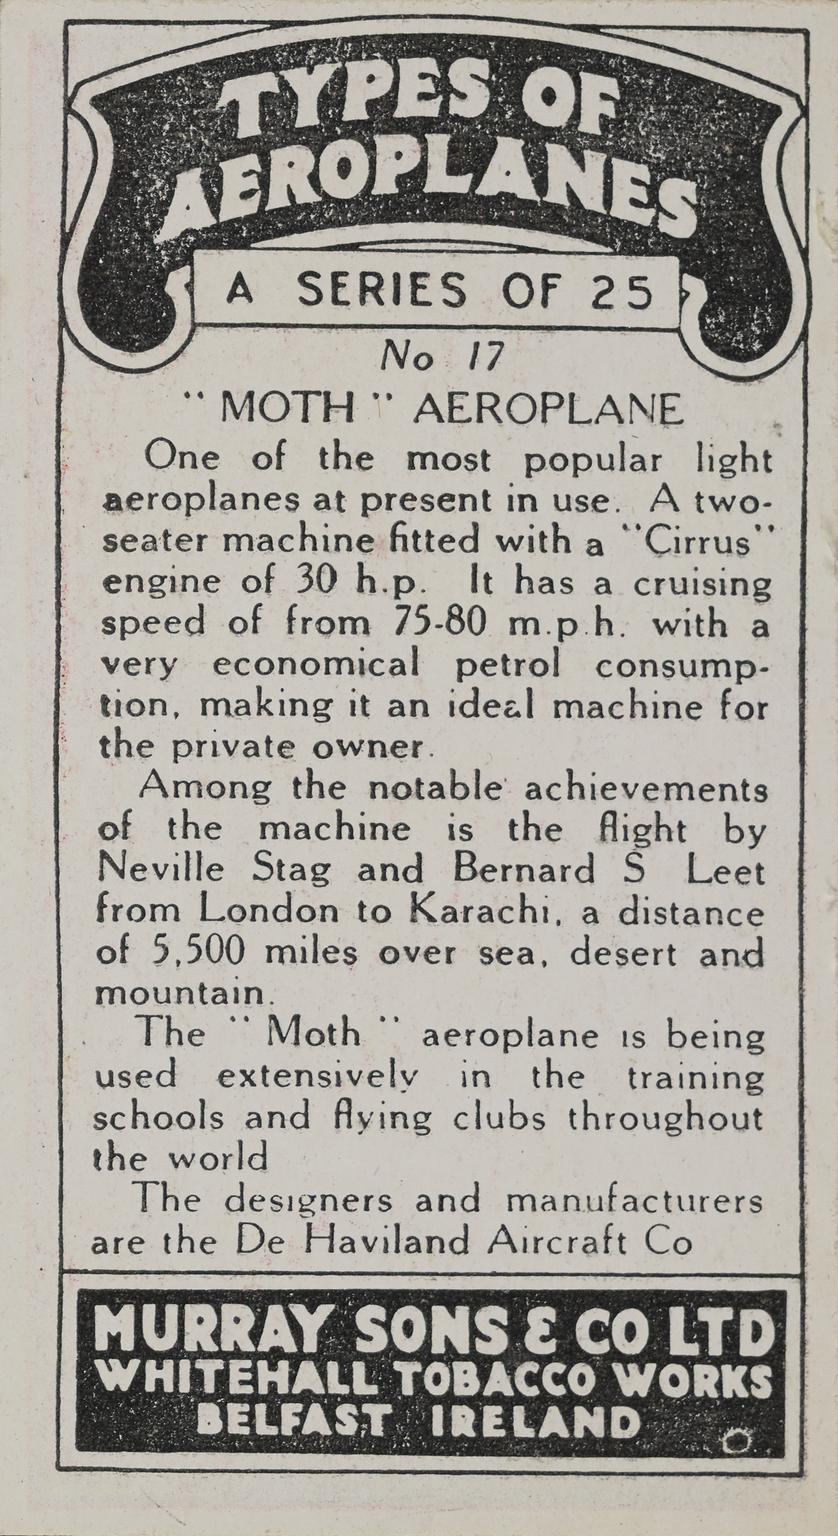 TYPES OF
AEROPLANES
A SERIES OF 25
No 17
"MOTH" AEROPLANE
One of the most popular light
aeroplanes at present in use. A two-
seater machine fitted with a "Cirrus"
engine of 30 h.p. It has a cruising
speed of from 75-80 m.p.h. with a
very economical petrol consump-
tion, making it an ideal machine for
the private owner.
Among the notable achievements
of the machine is the flight by
Neville Stag and Bernard S Leet
from London to Karachi, a distance
of 5,500 miles over sea, desert and
mountain.
The "Moth" aeroplane is being
used extensively in the training
schools and flying clubs throughout
the world
The designers and manufacturers
are the De Haviland Aircraft Co
MURRAY SONS & CO LTD
WHITEHALL TOBACCO WORKS
BELFAST IRELAND